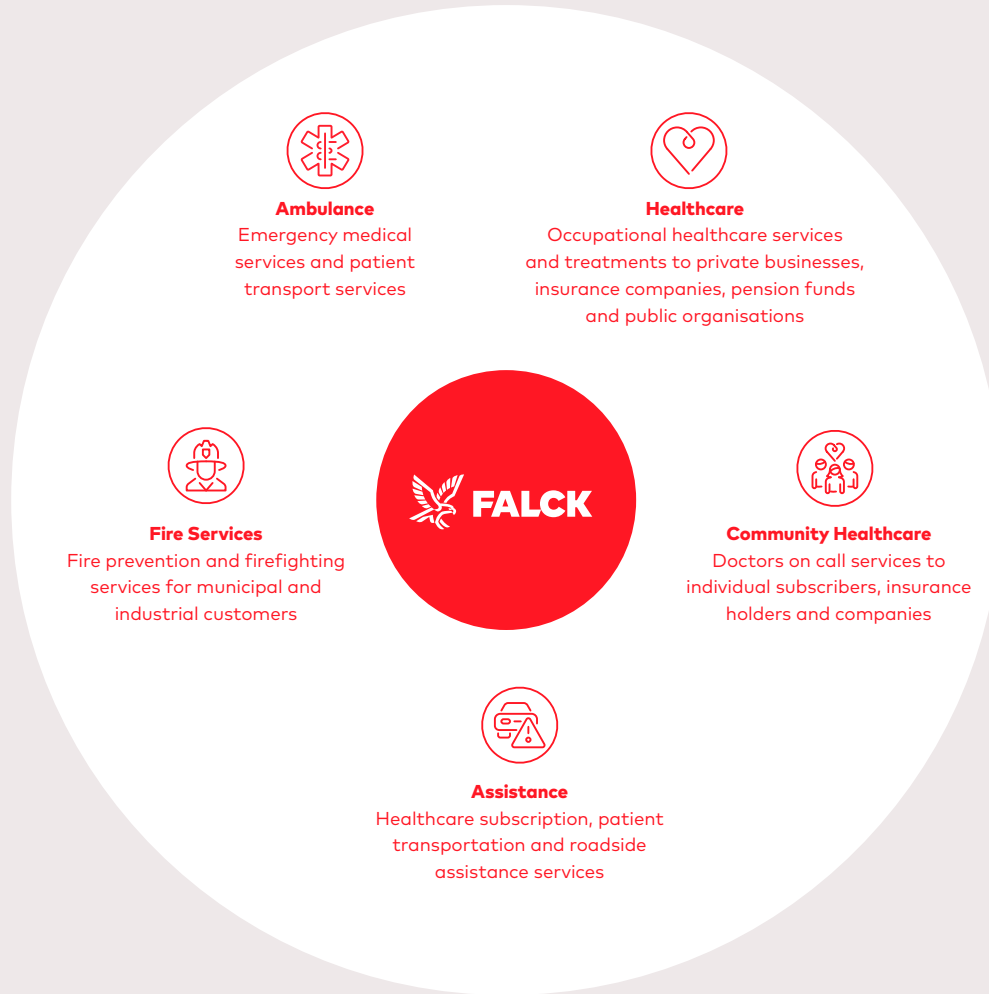 Ambulance
Emergency medical
services and patient
transport services
Healthcare
Occupational healthcare services
and treatments to private businesses,
insurance companies, pension funds
and public organisations
FALCK
Fire Services
Fire prevention and firefighting
services for municipal and
industrial customers
Community Healthcare
Doctors on call services to
individual subscribers, insurance
holders and companies
Assistance
Healthcare subscription, patient
transportation and roadside
assistance services